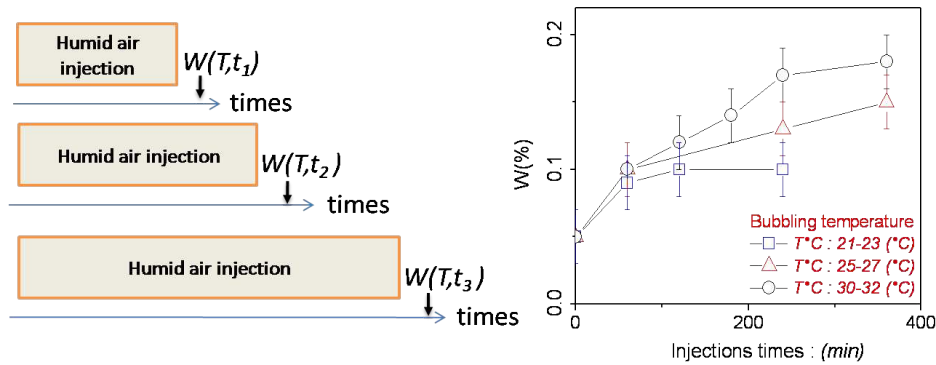 Humid air
injection
W(T,t1)
times
Humid air injection
W(T,t2)
times
Humid air injection
W(T,t3)
times
W(%)
0.2
0.1
0.0
Bubbling temperature
T°C : 21-23 (°C)
T°C : 25-27 (°C)
T°C : 30-32 (°C)
0
200
400
Injections times : (min)